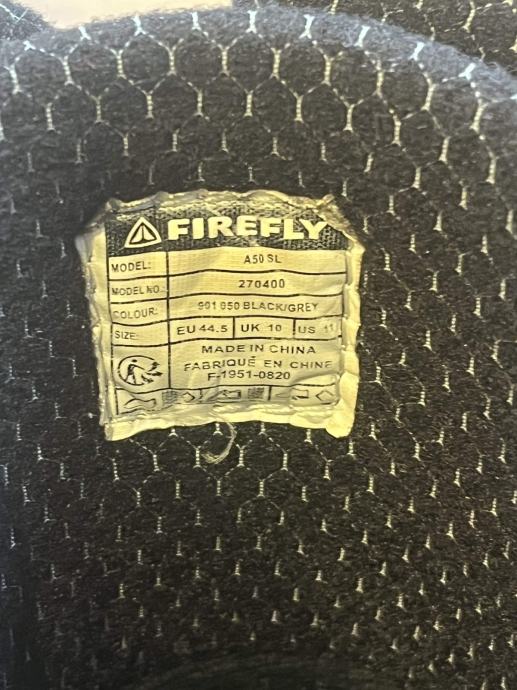 FIREFLY
MODEL: A50 SL
MODEL NO.: 270400
COLOUR: 901 050 BLACK/GREY
SIZE: EU 44.5 UK 10 US 11
MADE IN CHINA
FABRIQUÉ EN CHINE
F-1951-0820